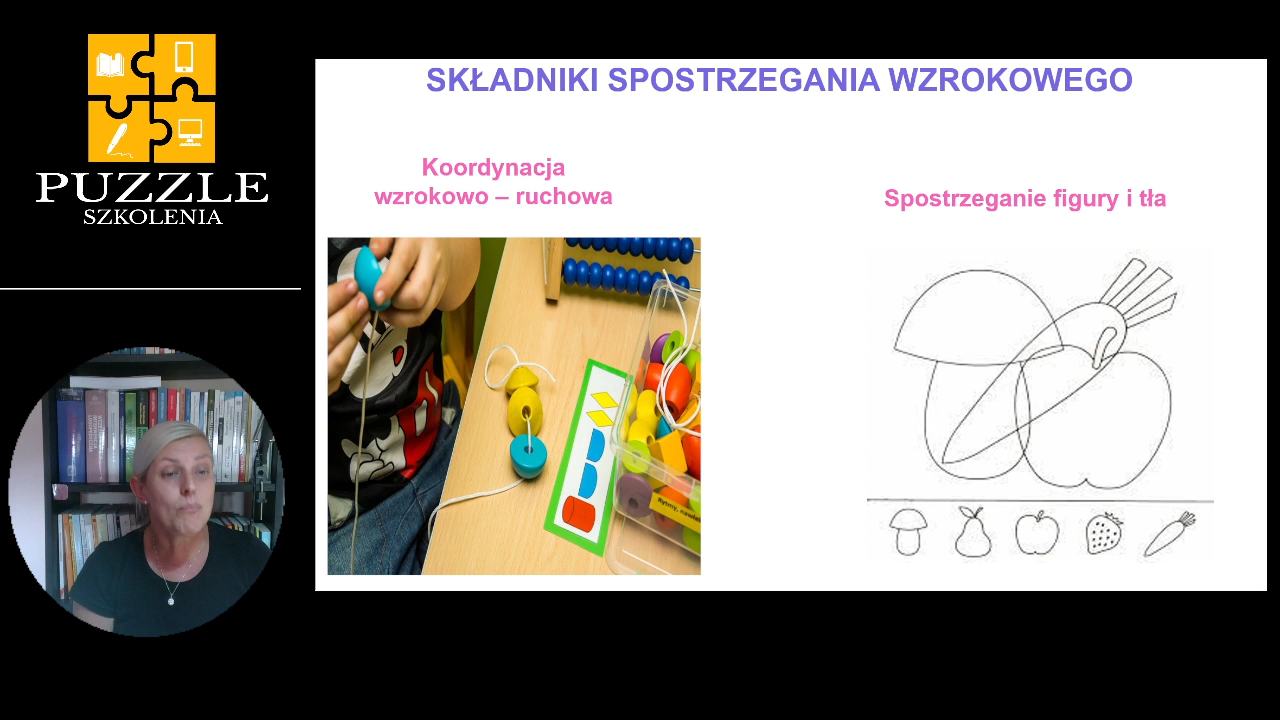 PUZZLE
SZKOLENIA
SKŁADNIKI SPOSTRZEGANIA WZROKOWEGO
Koordynacja
wzrokowo – ruchowa
Spostrzeganie figury i tła